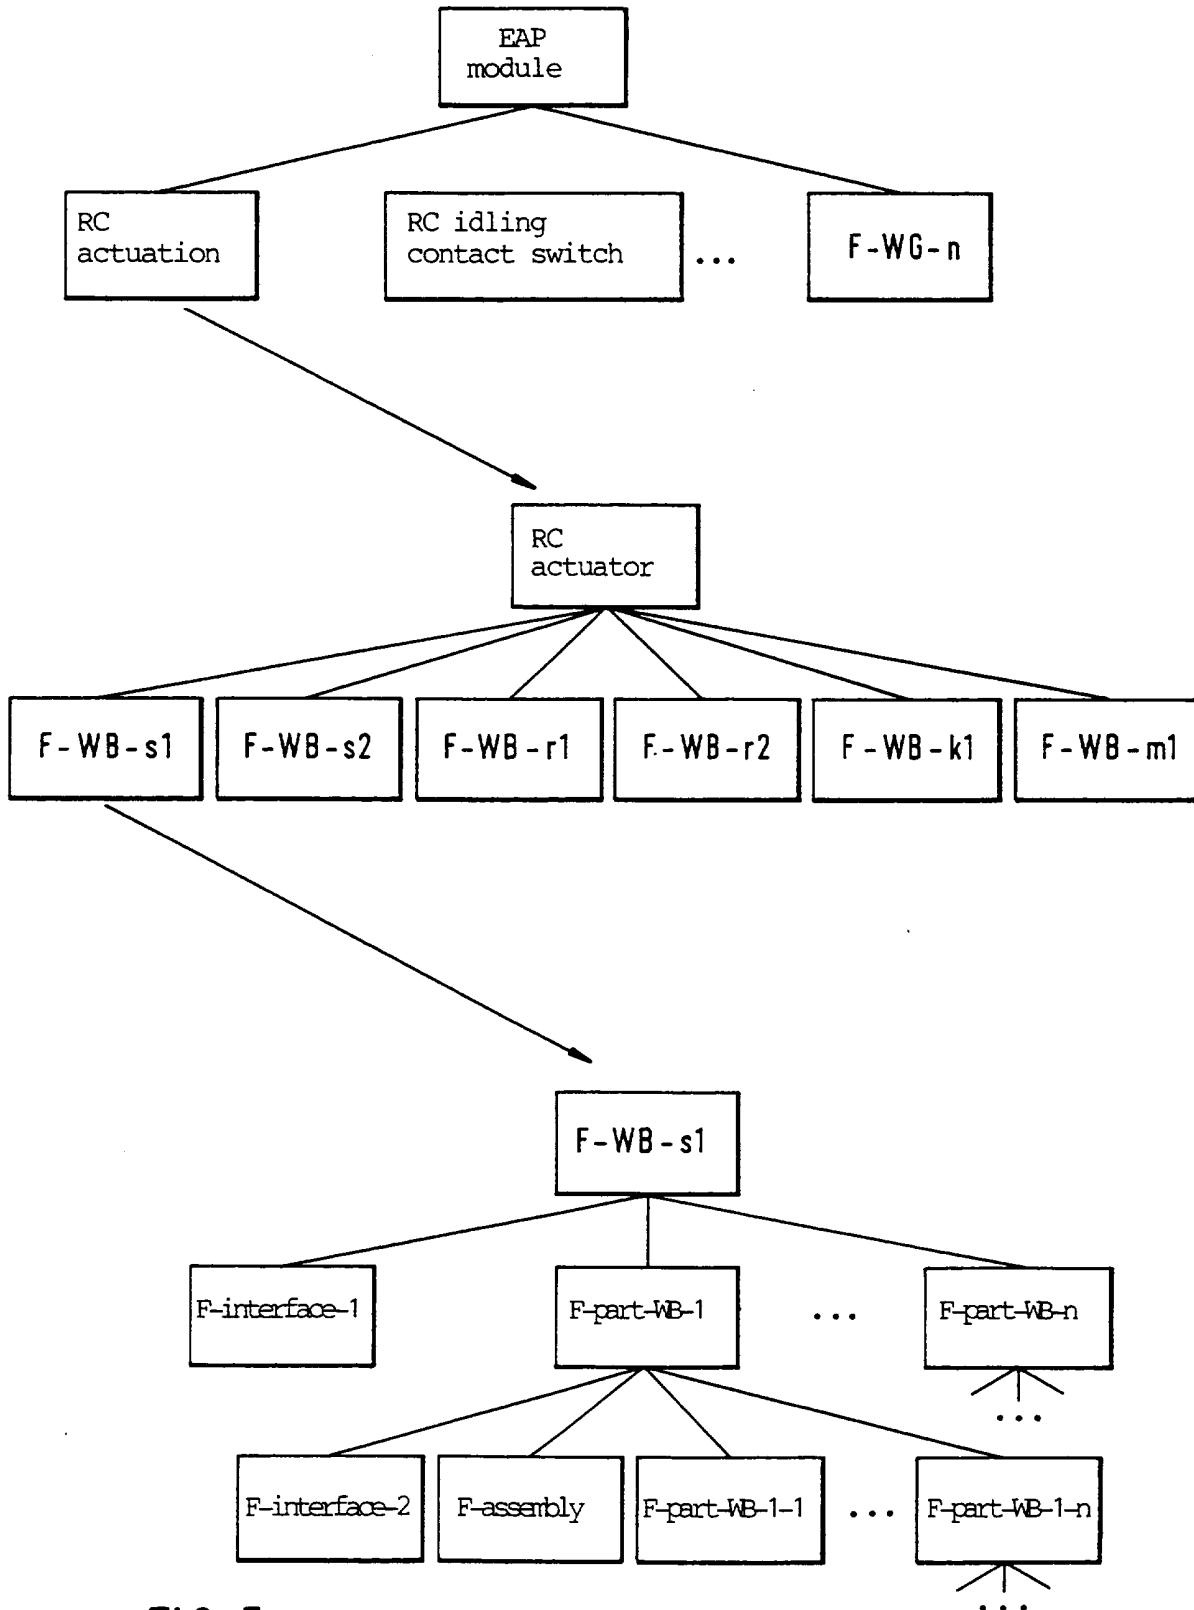 EAP
module
RC
actuation
RC idling
contact switch
...
F-WG-n
RC
actuator
F-WB-s1
F-WB-s2
F-WB-r1
F-WB-r2
F-WB-k1
F-WB-m1
F-WB-s1
F-interface-1
F-part-WB-1
...
F-part-WB-n
...
F-interface-2
F-assembly
F-part-WB-1-1
...
F-part-WB-1-n
...